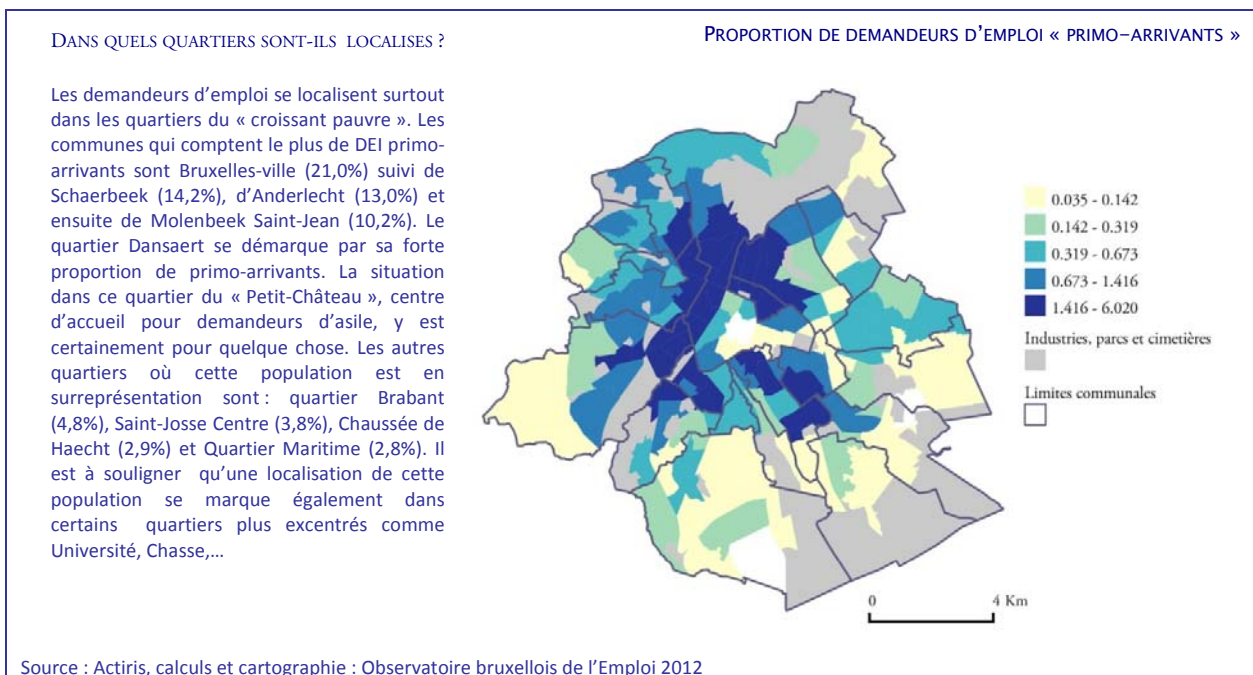 DANS QUELS QUARTIERS SONT-ILS LOCALISES ?
Les demandeurs d’emploi se localisent surtout
dans les quartiers du « croissant pauvre ». Les
communes qui comptent le plus de DEI primo-
arrivants sont Bruxelles-ville (21,0%) suivi de
Schaerbeek (14,2%), d’Anderlecht (13,0%) et
ensuite de Molenbeek Saint-Jean (10,2%). Le
quartier Dansaert se démarque par sa forte
proportion de primo-arrivants. La situation
dans ce quartier du « Petit-Château », centre
d’accueil pour demandeurs d’asile, y est
certainement pour quelque chose. Les autres
quartiers où cette population est en
surreprésentation sont : quartier Brabant
(4,8%), Saint-Josse Centre (3,8%), Chaussée de
Haecht (2,9%) et Quartier Maritime (2,8%). Il
est à souligner qu’une localisation de cette
population se marque également dans
certains quartiers plus excentrés comme
Université, Chasse,…
PROPORTION DE DEMANDEURS D’EMPLOI « PRIMO-ARRIVANTS »
0.035 - 0.142
0.142 - 0.319
0.319 - 0.673
0.673 - 1.416
1.416 - 6.020
Industries, parcs et cimetières
Limites communales
0 4 Km
Source : Actiris, calculs et cartographie : Observatoire bruxellois de l’Emploi 2012